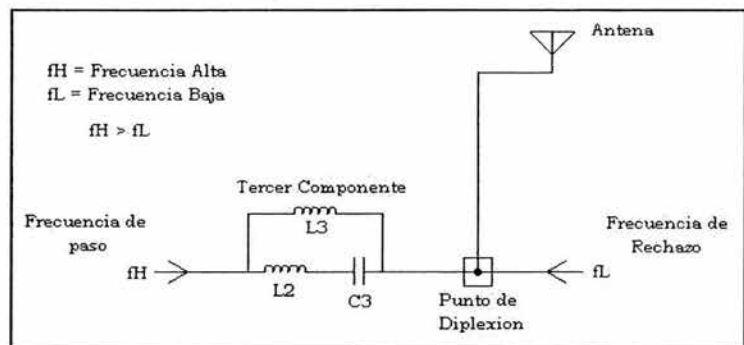 Antena
fH = Frecuencia Alta
fL = Frecuencia Baja
fH > fL
Tercer Componente
Frecuencia de
paso
L3
Frecuencia de
Rechazo
fH
L2
C3
fL
Punto de
Diplexion